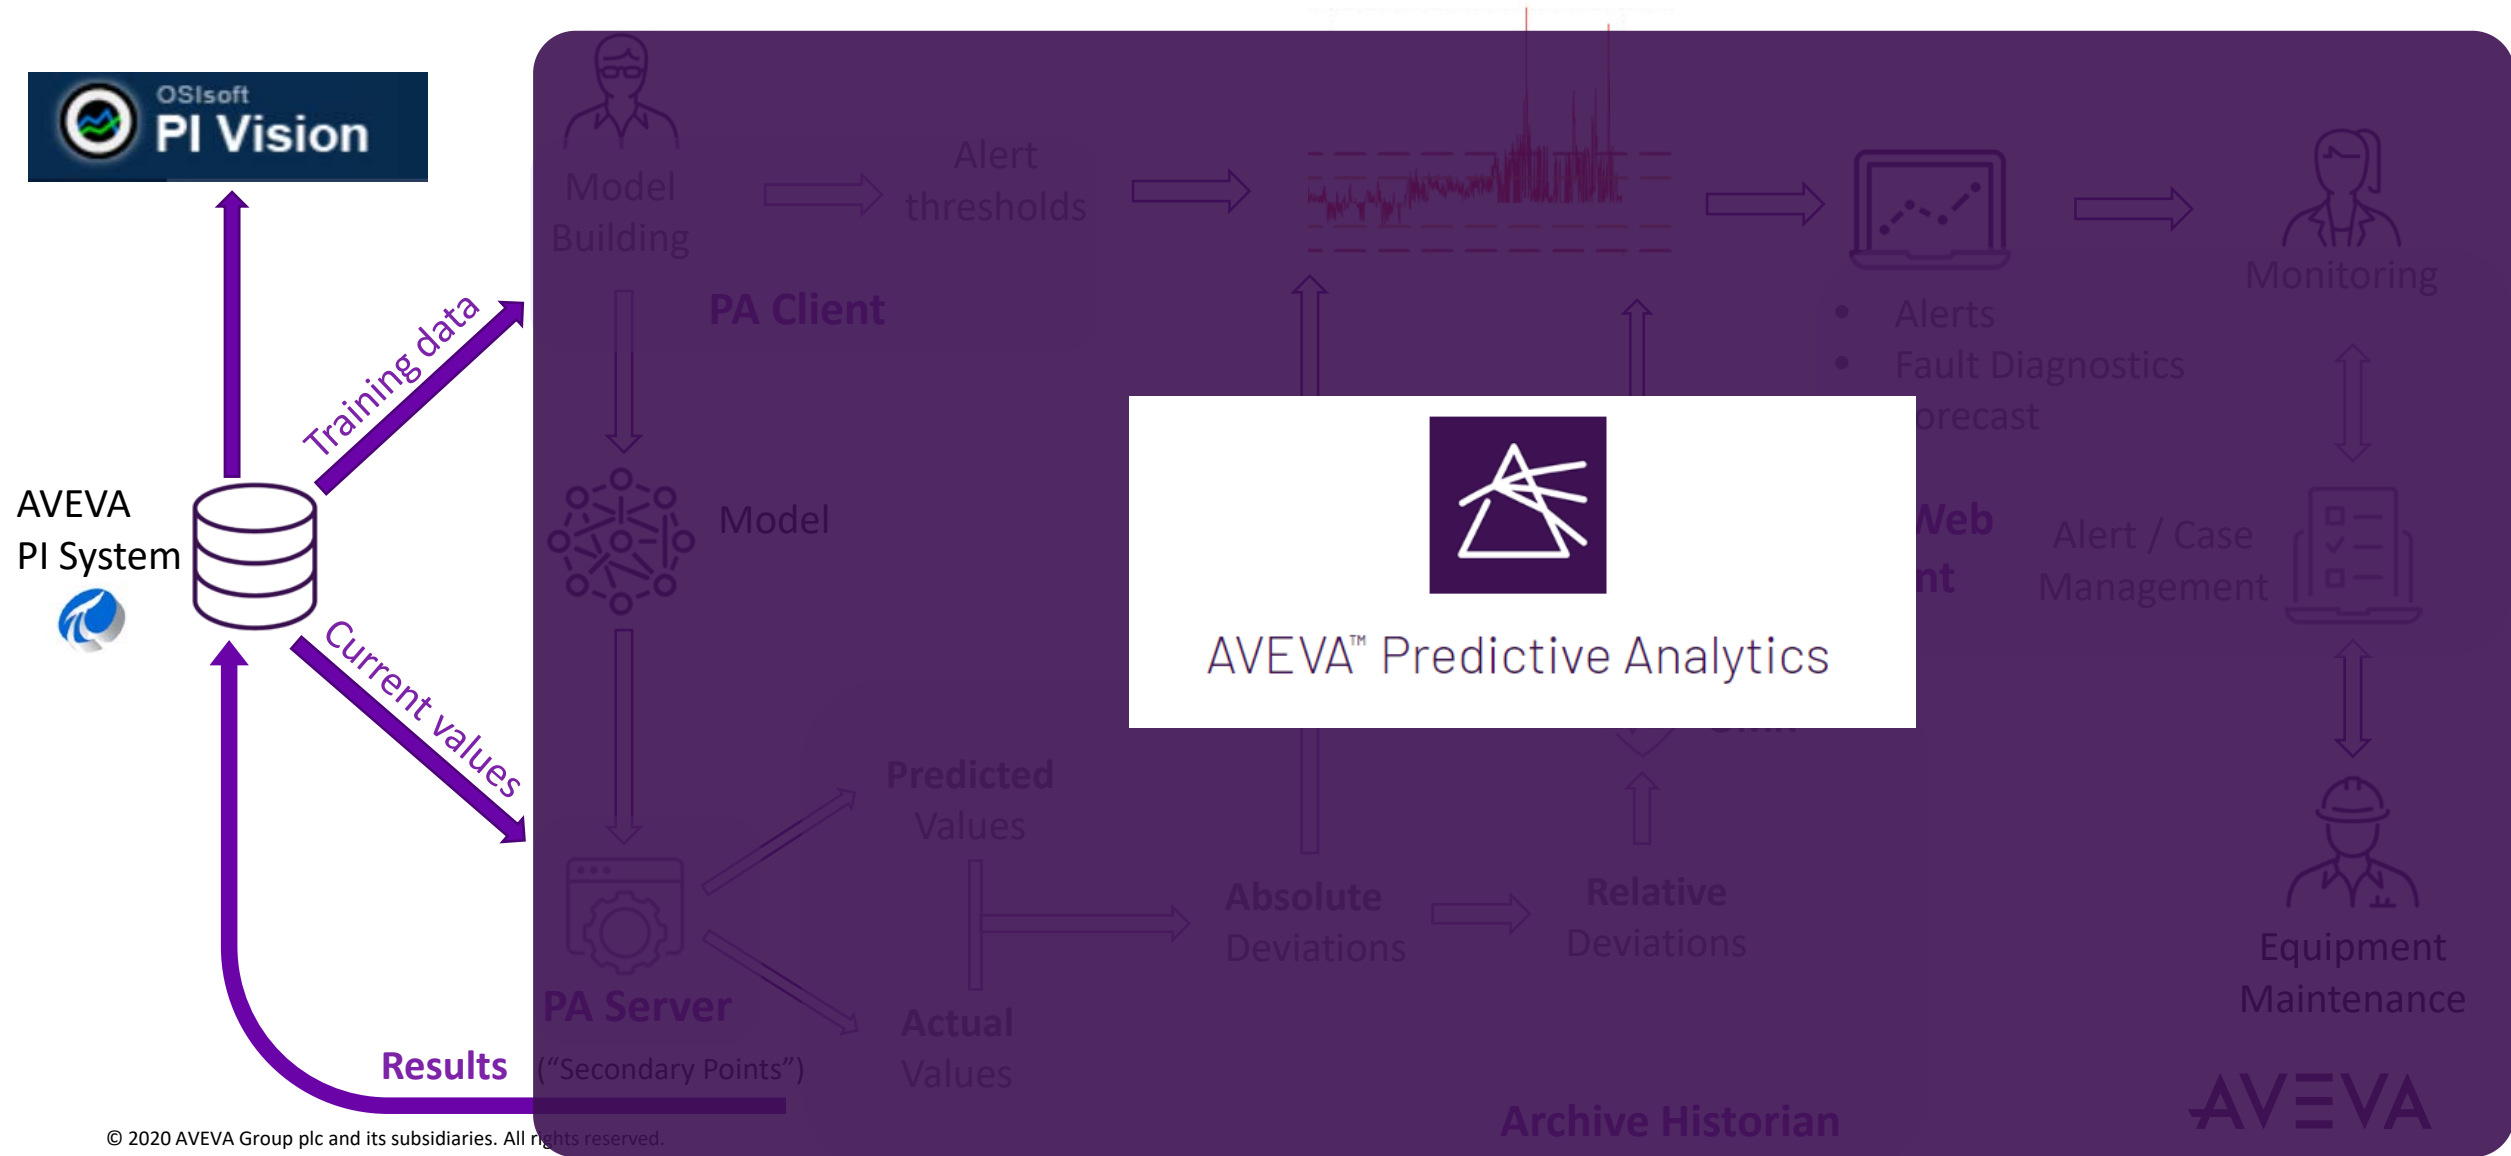 OSIsoft
PI Vision
Model
Building
Alert
thresholds
PA Client
Monitoring
• Alerts
• Fault Diagnostics
orecast
Training data
AVEVA
PI System
Model
AVEVA™ Predictive Analytics
Web
nt
Alert / Case
Management
Current values
Predicted
Values
Absolute
Deviations
Relative
Deviations
Equipment
Maintenance
PA Server
Actual
Values
Results ("Secondary Points")
Archive Historian
AVEVA
© 2020 AVEVA Group plc and its subsidiaries. All rights reserved.